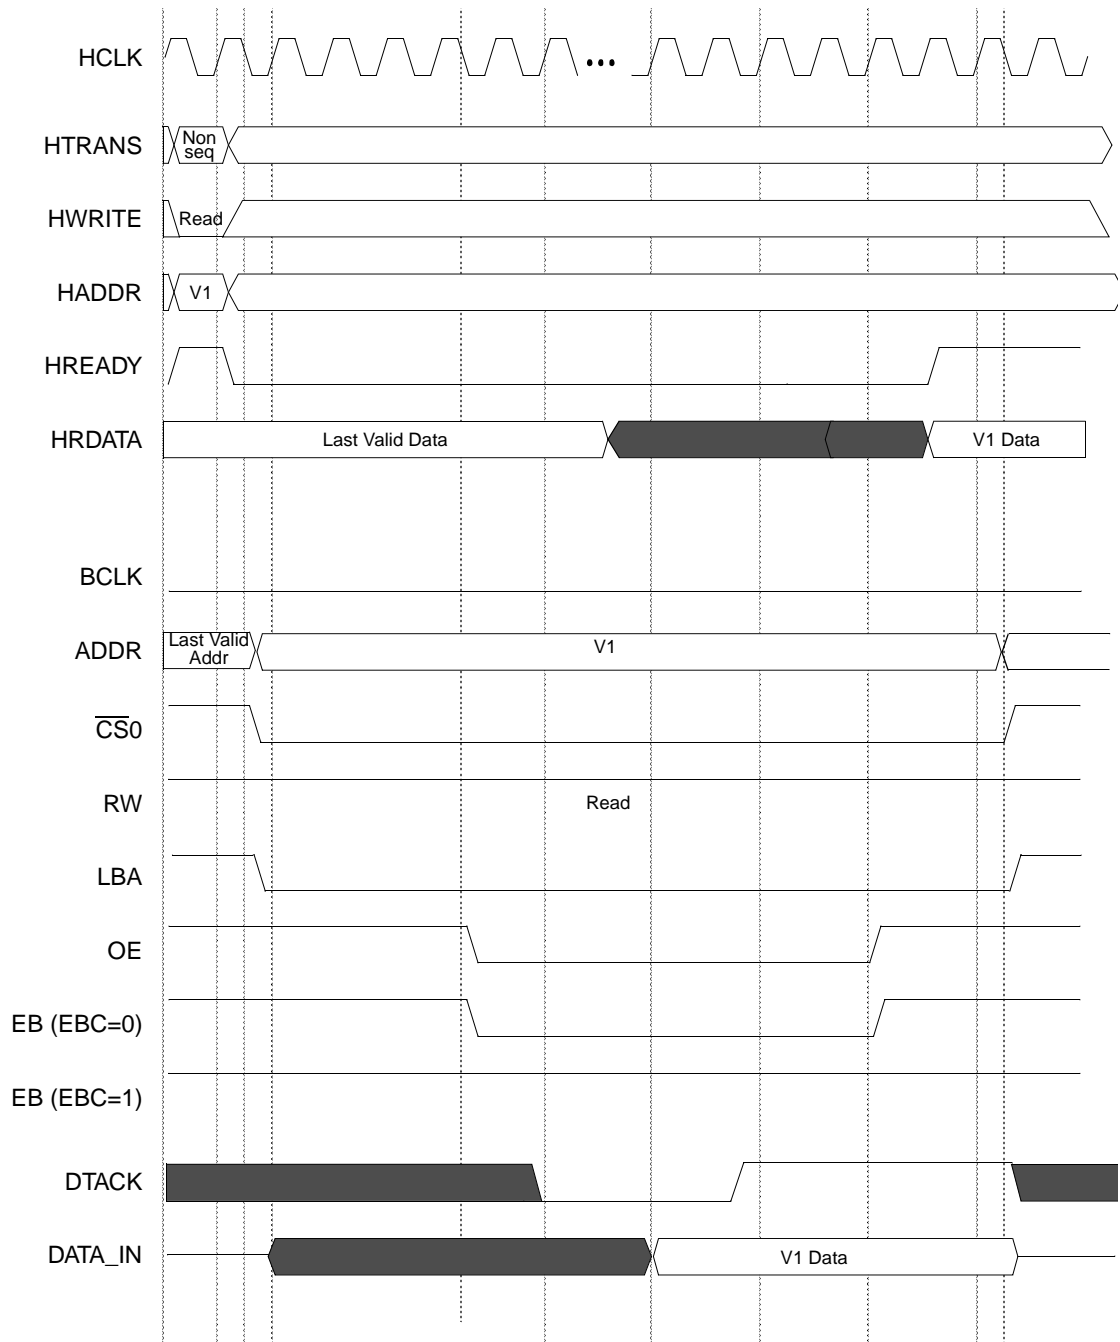 HCLK
...
HTRANS
Non
seq
HWRITE
Read
HADDR
V1
HREADY
HRDATA
Last Valid Data
V1 Data
BCLK
ADDR
Last Valid
Addr
V1
CS0
RW
Read
LBA
OE
EB (EBC=0)
EB (EBC=1)
DTACK
DATA_IN
V1 Data